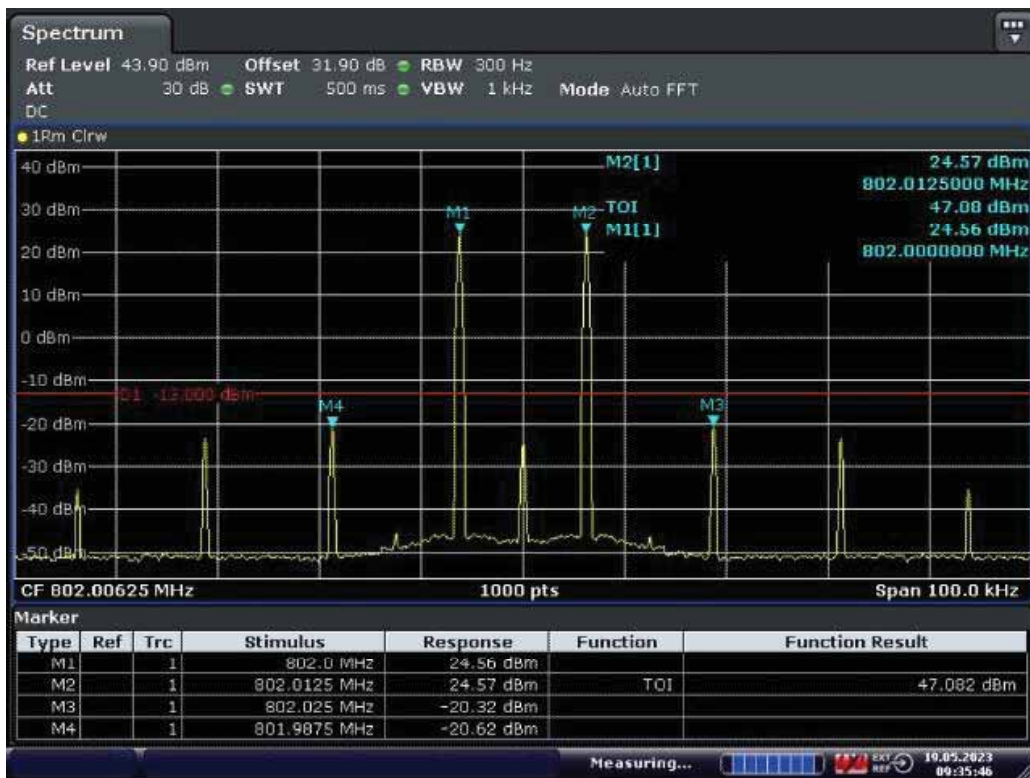 Spectrum
Ref Level 43.90 dBm Offset 31.90 dB RBW 300 Hz
Att 30 dB SWT 500 ms VBW 1 kHz Mode Auto FFT
DC
1Rm Clrw
40 dBm
M2[1] 24.57 dBm
802.0125000 MHz
30 dBm
M1 M2 TOI 47.08 dBm
M1[1] 24.56 dBm
20 dBm
802.0000000 MHz
10 dBm
0 dBm
-10 dBm
D1 -13.000 dBm
M4 M3
-20 dBm
-30 dBm
-40 dBm
-50 dBm
CF 802.00625 MHz 1000 pts Span 100.0 kHz
Marker
Type Ref Trc Stimulus Response Function Function Result
M1 1 802.0 MHz 24.56 dBm
M2 1 802.0125 MHz 24.57 dBm TOI 47.082 dBm
M3 1 802.025 MHz -20.32 dBm
M4 1 801.9875 MHz -20.62 dBm
Measuring... EXT REF 19.05.2023
09:35:46